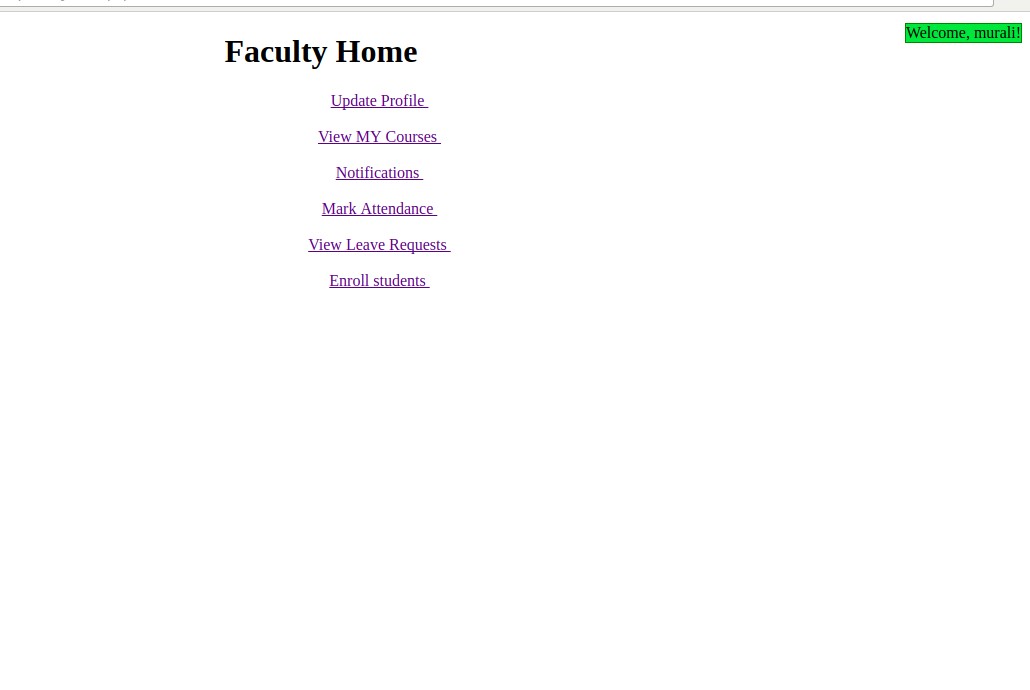 Welcome, murali!
Faculty Home
Update Profile
View MY Courses
Notifications
Mark Attendance
View Leave Requests
Enroll students